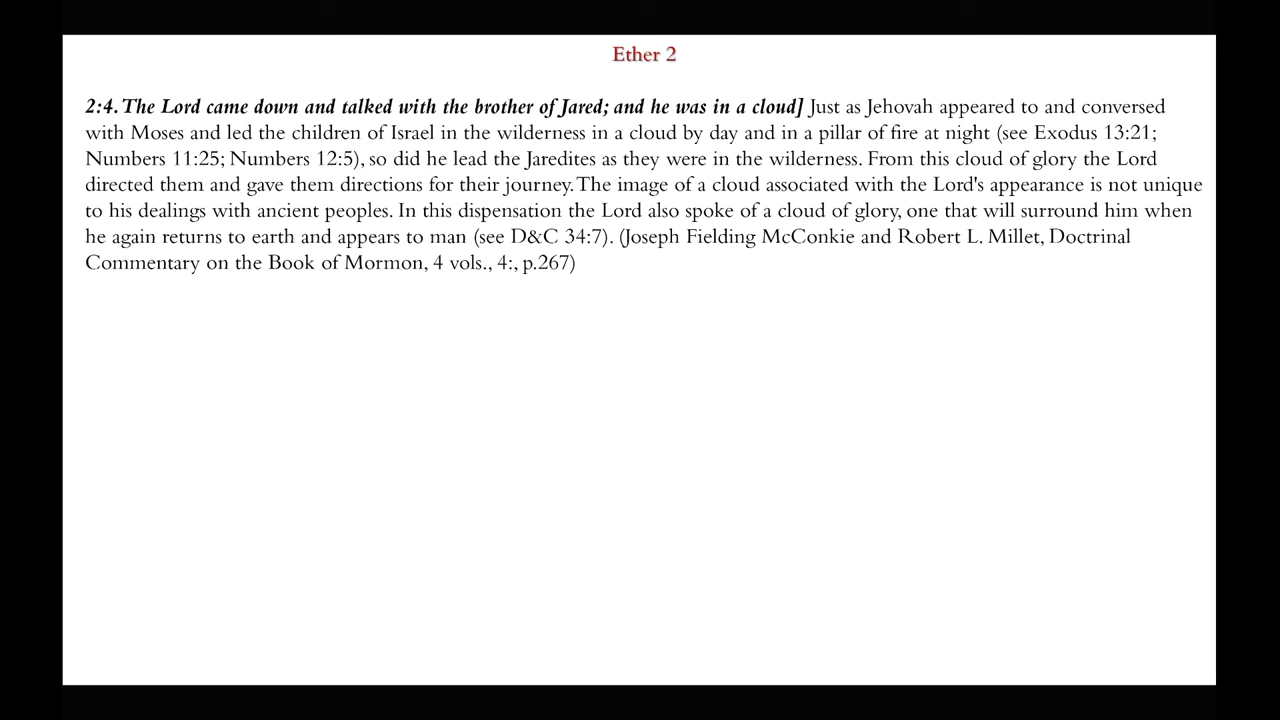 Ether 2
2:4. The Lord came down and talked with the brother of Jared; and he was in a cloud] Just as Jehovah appeared to and conversed
with Moses and led the children of Israel in the wilderness in a cloud by day and in a pillar of fire at night (see Exodus 13:21;
Numbers 11:25; Numbers 12:5), so did he lead the Jaredites as they were in the wilderness. From this cloud of glory the Lord
directed them and gave them directions for their journey. The image of a cloud associated with the Lord's appearance is not unique
to his dealings with ancient peoples. In this dispensation the Lord also spoke of a cloud of glory, one that will surround him when
he again returns to earth and appears to man (see D&C 34:7). (Joseph Fielding McConkie and Robert L. Millet, Doctrinal
Commentary on the Book of Mormon, 4 vols., 4:, p.267)